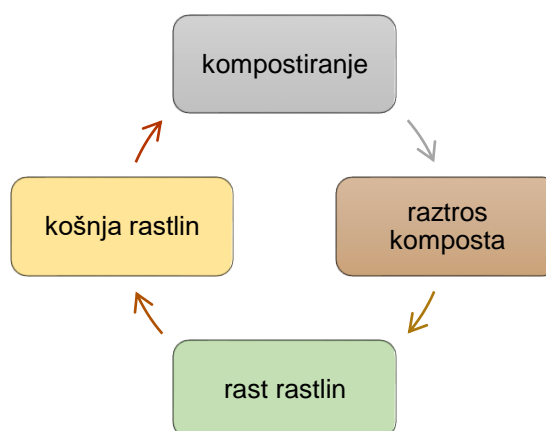 kompostiranje
raztros
komposta
rast rastlin
košnja rastlin